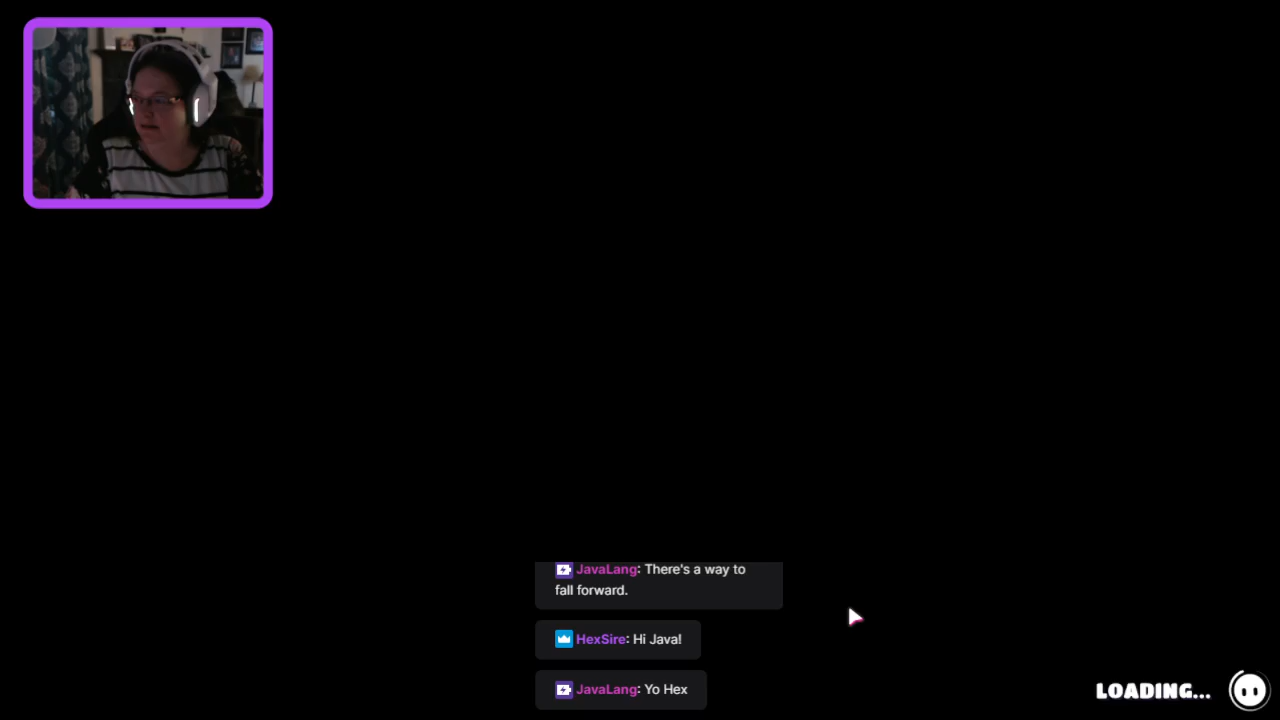 JavaLang: There's a way to
fall forward.
HexSire: Hi Java!
JavaLang: Yo Hex
LOADING...